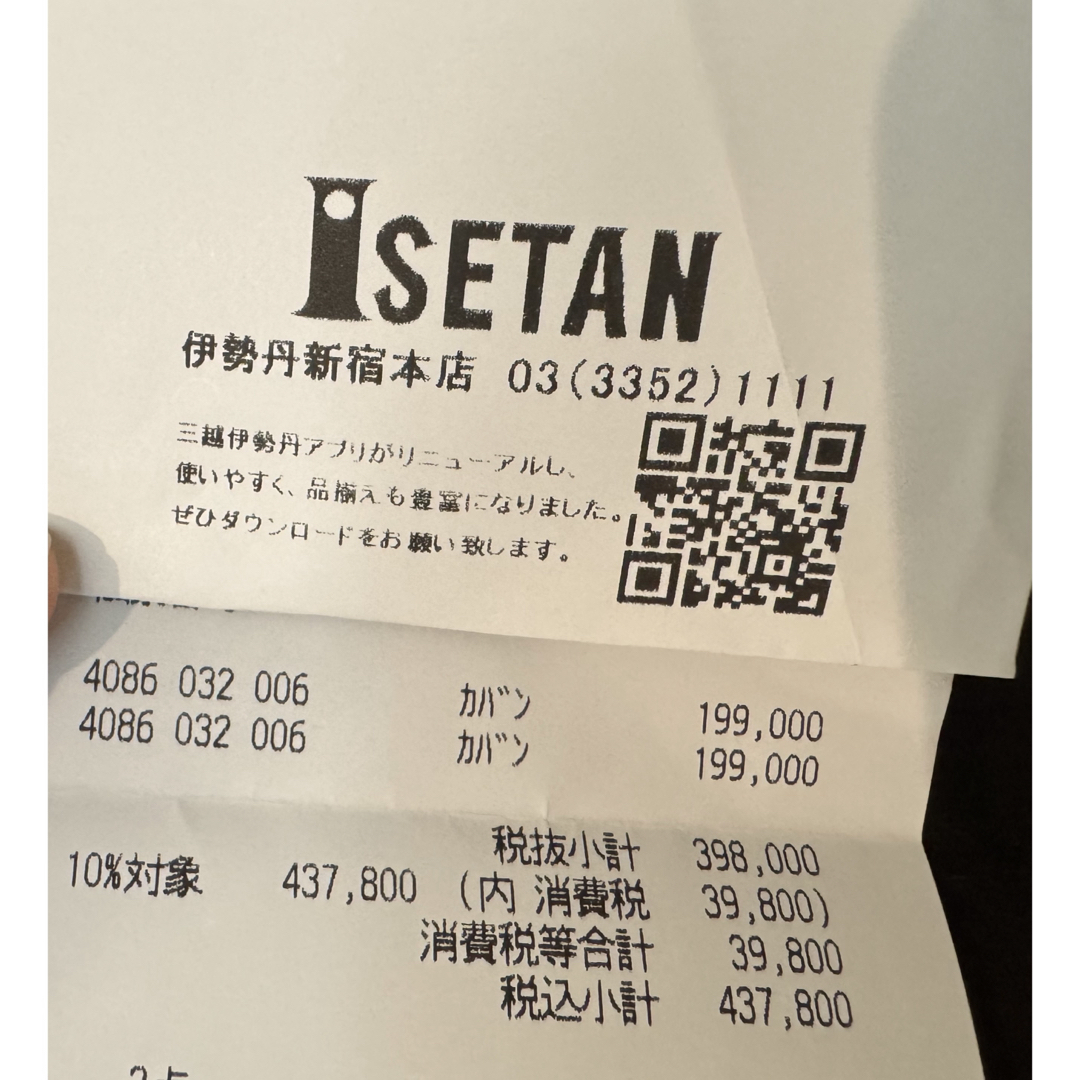 ISETAN
伊勢丹新宿本店 03(3352)1111
三越伊勢丹アプリがリニューアルし、
使いやすく、品揃えも豊富になりました。
ぜひダウンロードをお願い致します。
4086 032 006 カバン 199,000
4086 032 006 カバン 199,000
税抜小計 398,000
10%対象 437,800 (内 消費税 39,800)
消費税等合計 39,800
税込小計 437,800